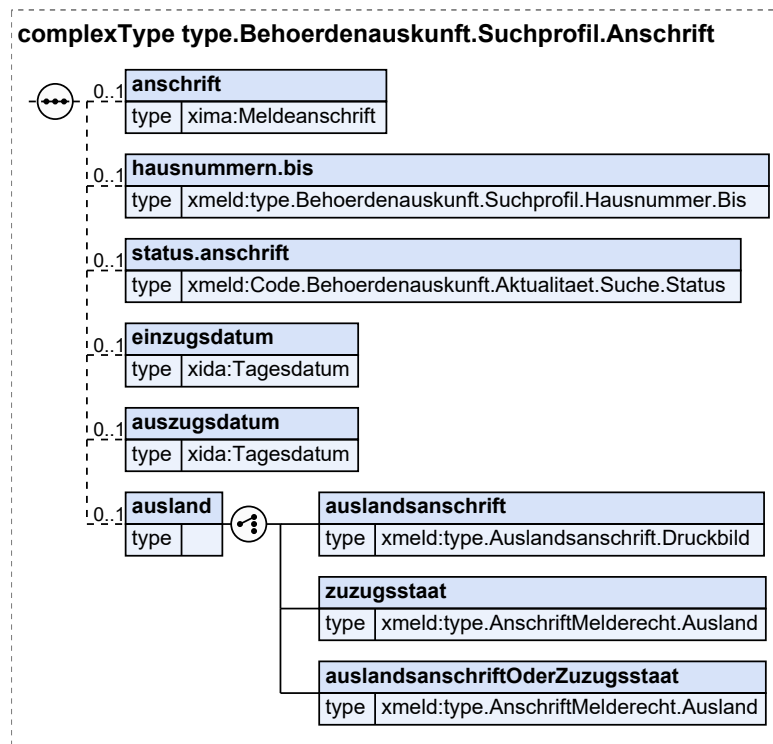 complexType type.Behoerdenauskunft.Suchprofil.Anschrift
0..1 anschrift
type xima:Meldeanschrift
0..1 hausnummern.bis
type xmeld:type.Behoerdenauskunft.Suchprofil.Hausnummer.Bis
0..1 status.anschrift
type xmeld:Code.Behoerdenauskunft.Aktualitaet.Suche.Status
0..1 einzugsdatum
type xida:Tagesdatum
0..1 auszugsdatum
type xida:Tagesdatum
0..1 ausland
type
auslandsanschrift
type xmeld:type.Auslandsanschrift.Druckbild
zuzugsstaat
type xmeld:type.AnschriftMelderecht.Ausland
auslandsanschriftOderZuzugsstaat
type xmeld:type.AnschriftMelderecht.Ausland